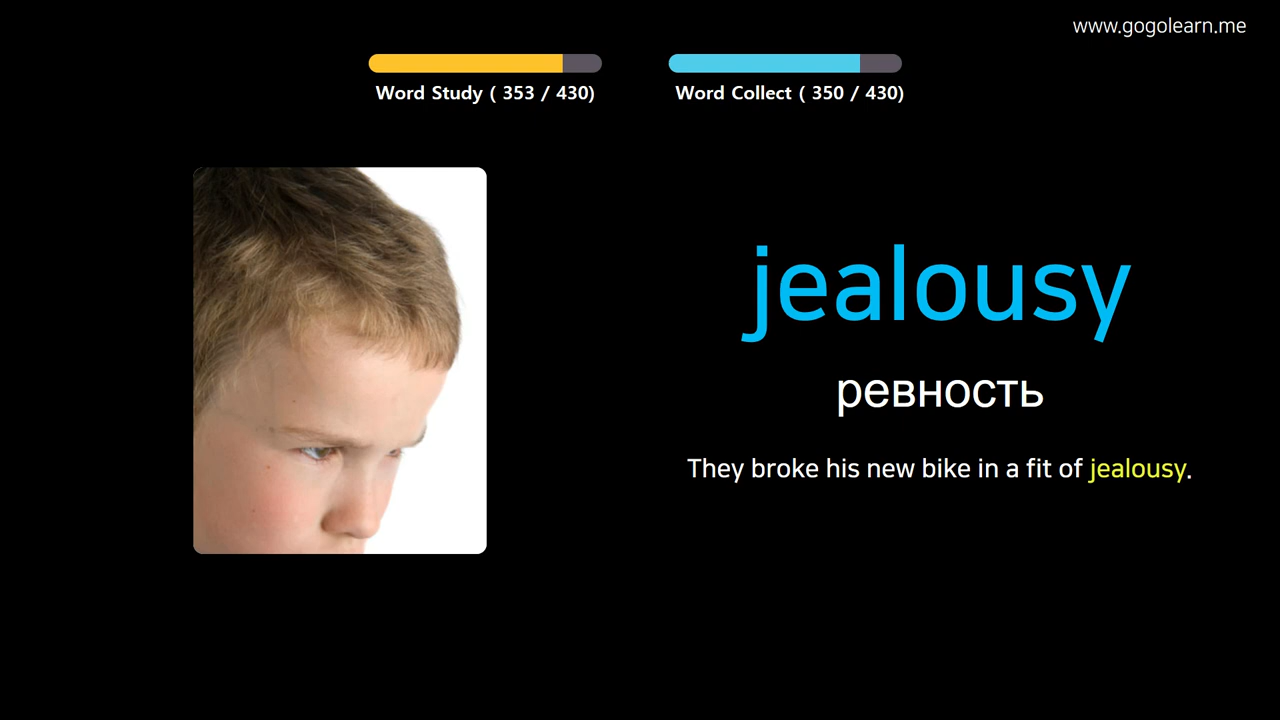 www.gogolearn.me
Word Study ( 353 / 430)
Word Collect ( 350 / 430)
jealousy
ревность
They broke his new bike in a fit of jealousy.